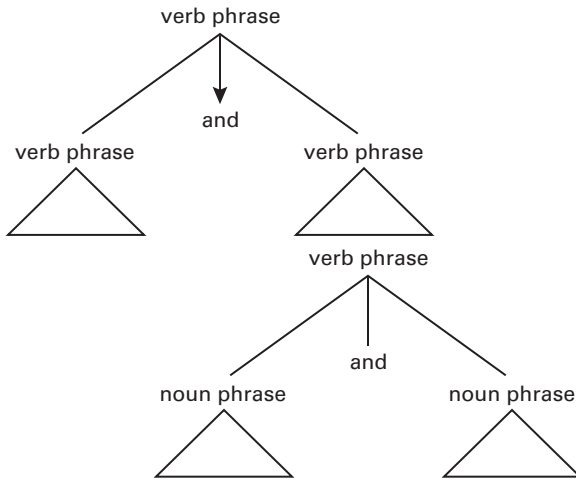 verb phrase
and
verb phrase verb phrase
verb phrase
and
noun phrase noun phrase